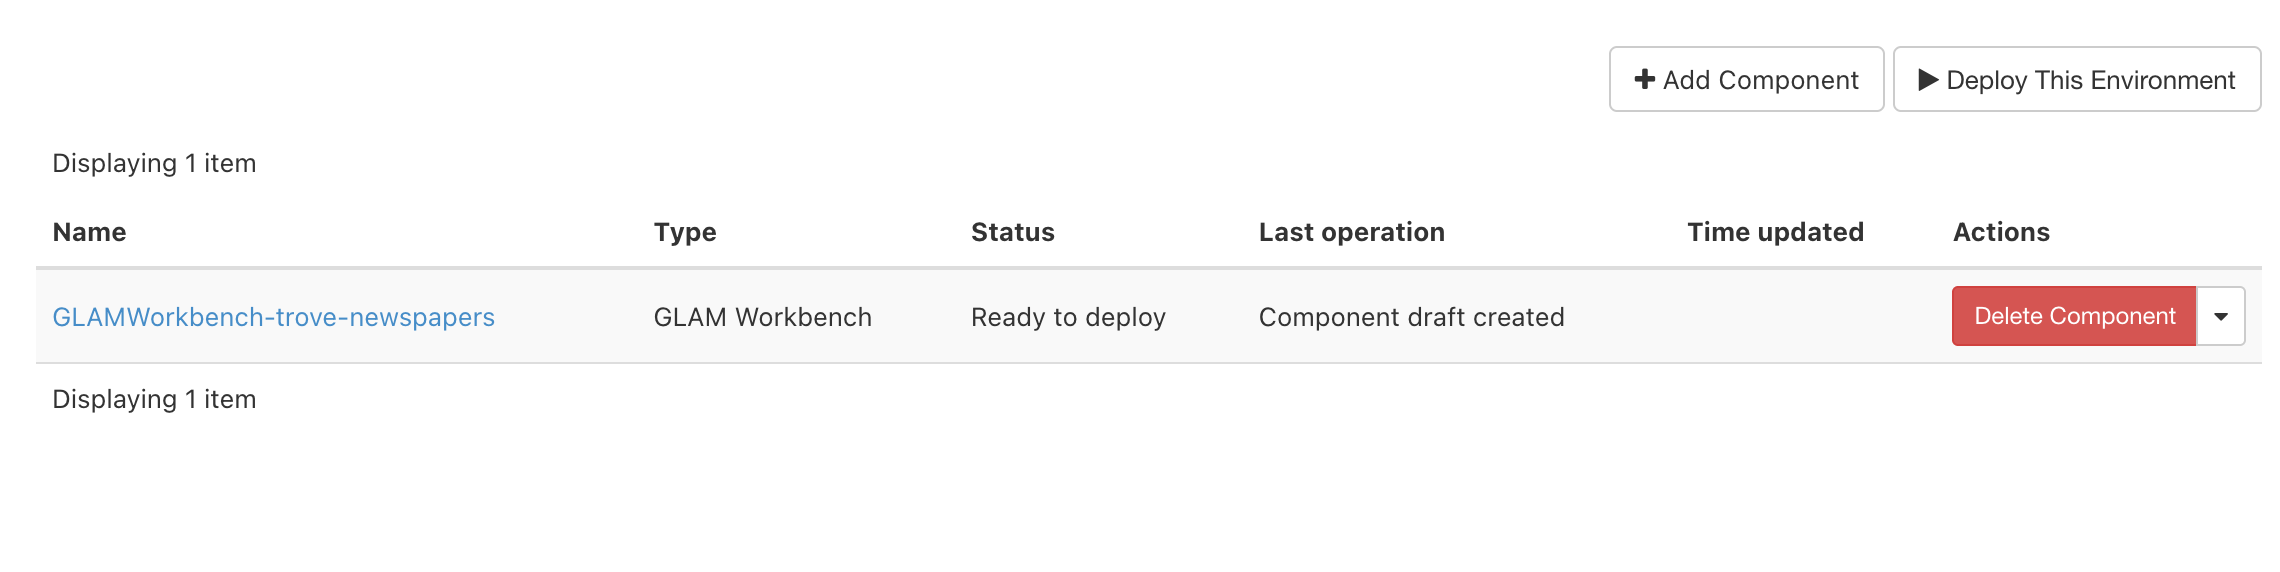 Add Component Deploy This Environment
Displaying 1 item
Name Type Status Last operation Time updated Actions
GLAMWorkbench-trove-newspapers GLAM Workbench Ready to deploy Component draft created Delete Component
Displaying 1 item